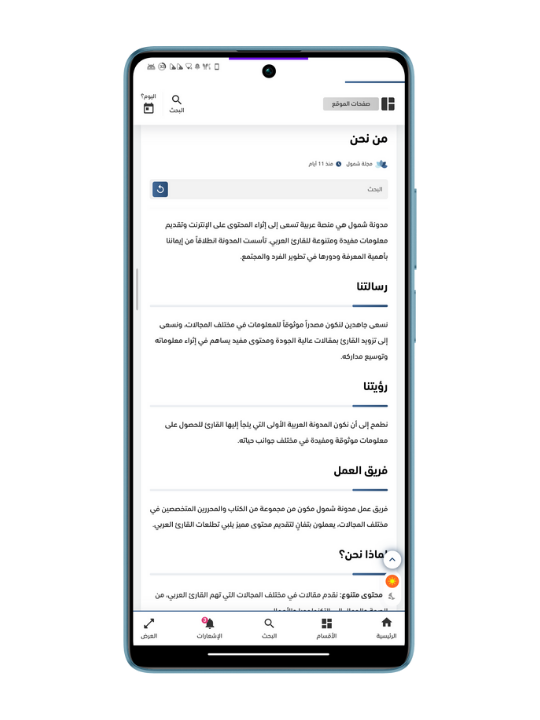 اليوم؟
البحث
صفحات الموقع
من نحن
مجلة شمول منذ 11 أيام
البحث
مدونة شمول هي منصة عربية تسعى إلى إثراء المحتوى على الإنترنت وتقديم
معلومات مفيدة ومتنوعة للقارئ العربي. تأسست المدونة انطلاقاً من إيماننا
بأهمية المعرفة ودورها في تطوير الفرد والمجتمع.
رسالتنا
نسعى جاهدين لنكون مصدراً موثوقاً للمعلومات في مختلف المجالات، ونسعى
إلى تزويد القارئ بمقالات عالية الجودة ومحتوى مفيد يساهم في إثراء معلوماته
وتوسيع مداركه.
رؤيتنا
نطمح إلى أن نكون المدونة العربية الأولى التي يلجأ إليها القارئ للحصول على
معلومات موثوقة ومفيدة في مختلف جوانب حياته.
فريق العمل
فريق عمل مدونة شمول مكون من مجموعة من الكتاب والمحررين المتخصصين في
مختلف المجالات، يعملون بتفانٍ لتقديم محتوى مميز يلبي تطلعات القارئ العربي.
لماذا نحن؟
محتوى متنوع: نقدم مقالات في مختلف المجالات التي تهم القارئ العربي، من
الرئيسية
الأقسام
البحث
الإشعارات
العرض